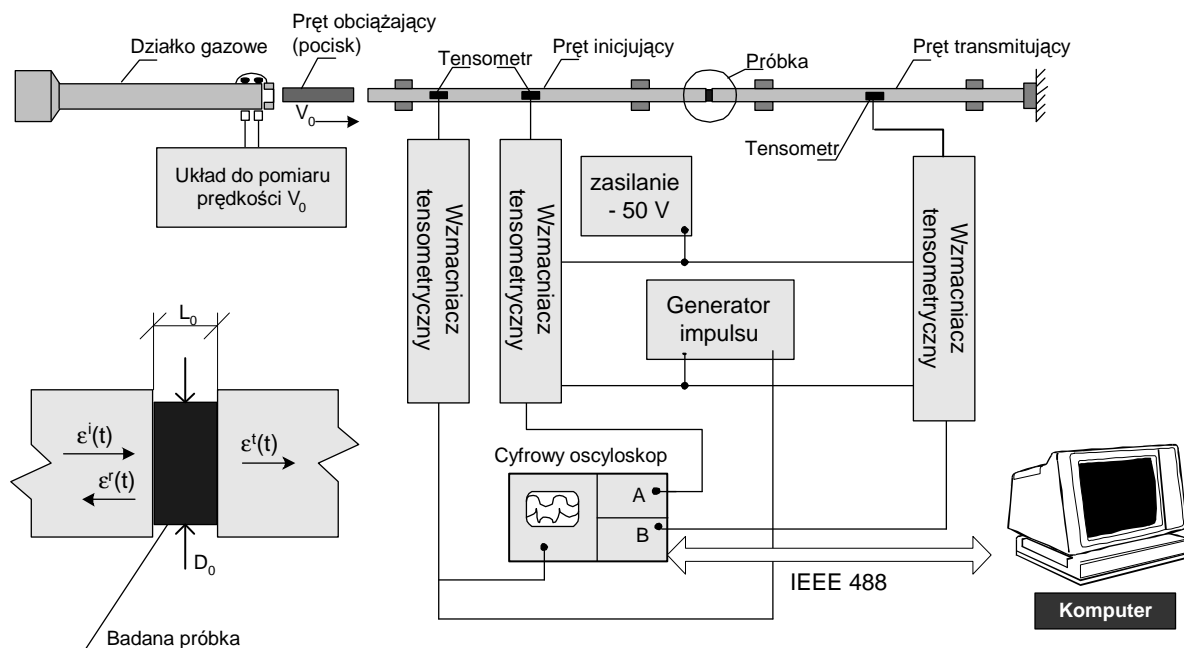 Pręt obciążający
(pocisk)
Działko gazowe
Tensometr
Pręt inicjujący
Próbka
Pręt transmitujący
V0
Tensometr
Układ do pomiaru
prędkości V0
Wzmacniacz
tensometryczny
Wzmacniacz
tensometryczny
zasilanie
- 50 V
Wzmacniacz
tensometryczny
Generator
impulsu
L0
εi(t)
εr(t)
εt(t)
D0
Badana próbka
Cyfrowy oscyloskop
A
B
IEEE 488
Komputer